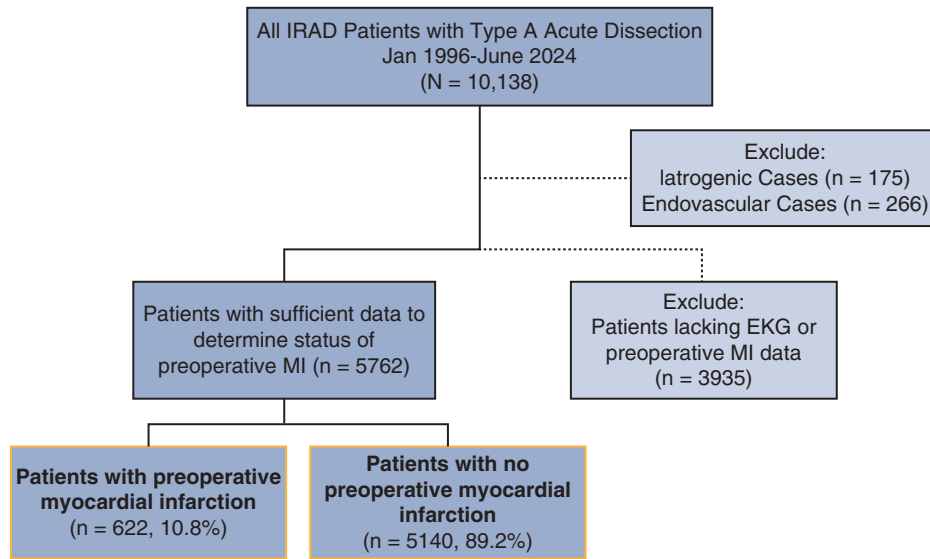 All IRAD Patients with Type A Acute Dissection
Jan 1996-June 2024
(N = 10,138)
Exclude:
Iatrogenic Cases (n = 175)
Endovascular Cases (n = 266)
Patients with sufficient data to
determine status of
preoperative MI (n = 5762)
Exclude:
Patients lacking EKG or
preoperative MI data
(n = 3935)
Patients with preoperative
myocardial infarction
(n = 622, 10.8%)
Patients with no
preoperative myocardial
infarction
(n = 5140, 89.2%)